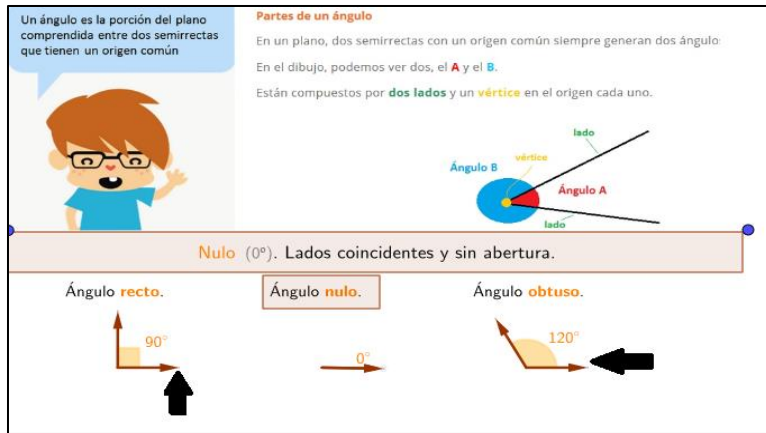 Un ángulo es la porción del plano
comprendida entre dos semirrectas
que tienen un origen común
Partes de un ángulo
En un plano, dos semirrectas con un origen común siempre generan dos ángulo
En el dibujo, podemos ver dos, el A y el B.
Están compuestos por dos lados y un vértice en el origen cada uno.
lado
vértice
Ángulo B
Ángulo A
lado
Nulo (0º). Lados coincidentes y sin abertura.
Ángulo recto.
Ángulo nulo.
Ángulo obtuso.
90°
0°
120°